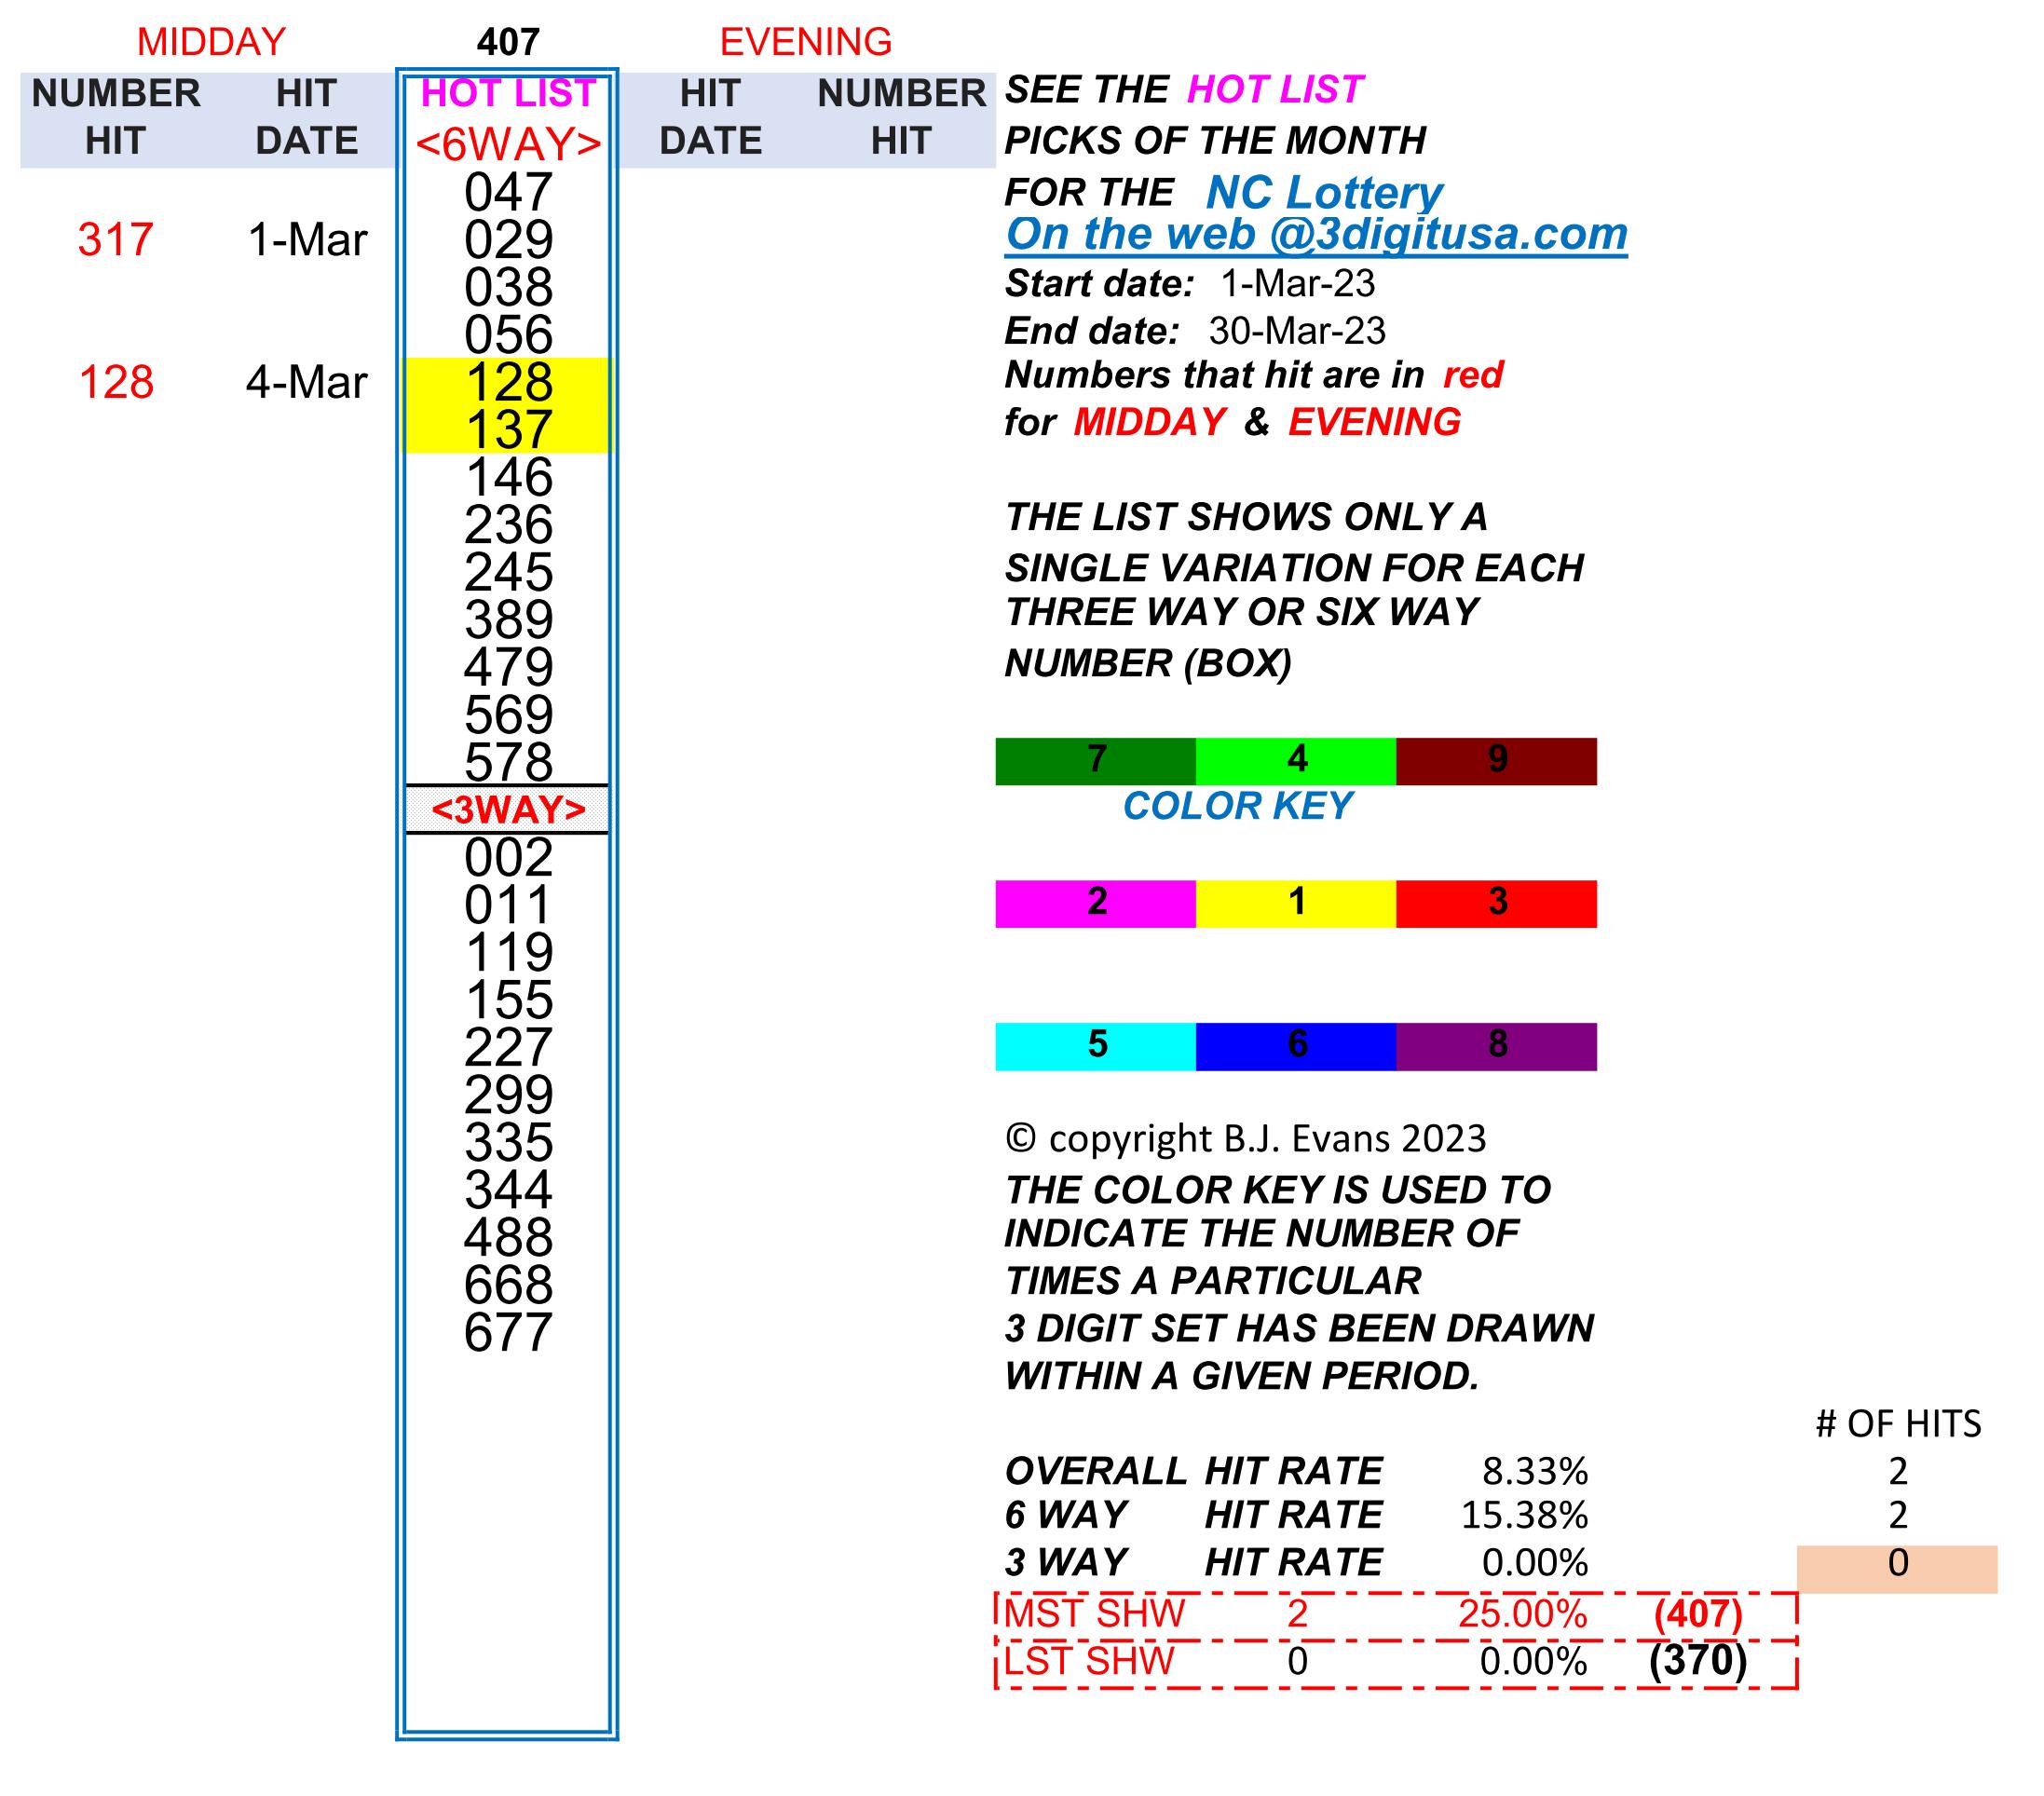 MIDDAY 407 EVENING
NUMBER HIT HOT LIST HIT NUMBER
HIT DATE <6WAY> DATE HIT
047
317 1-Mar 029
038
056
128 4-Mar 128
137
146
236
245
389
479
569
578
<3WAY>
002
011
119
155
227
299
335
344
488
668
677
SEE THE HOT LIST
PICKS OF THE MONTH
FOR THE NC Lottery
On the web @3digitusa.com
Start date: 1-Mar-23
End date: 30-Mar-23
Numbers that hit are in red
for MIDDAY & EVENING
THE LIST SHOWS ONLY A
SINGLE VARIATION FOR EACH
THREE WAY OR SIX WAY
NUMBER (BOX)
7 4 9
COLOR KEY
2 1 3
5 6 8
© copyright B.J. Evans 2023
THE COLOR KEY IS USED TO
INDICATE THE NUMBER OF
TIMES A PARTICULAR
3 DIGIT SET HAS BEEN DRAWN
WITHIN A GIVEN PERIOD.
# OF HITS
OVERALL HIT RATE 8.33% 2
6 WAY HIT RATE 15.38% 2
3 WAY HIT RATE 0.00% 0
MST SHW 2 25.00% (407)
LST SHW 0 0.00% (370)